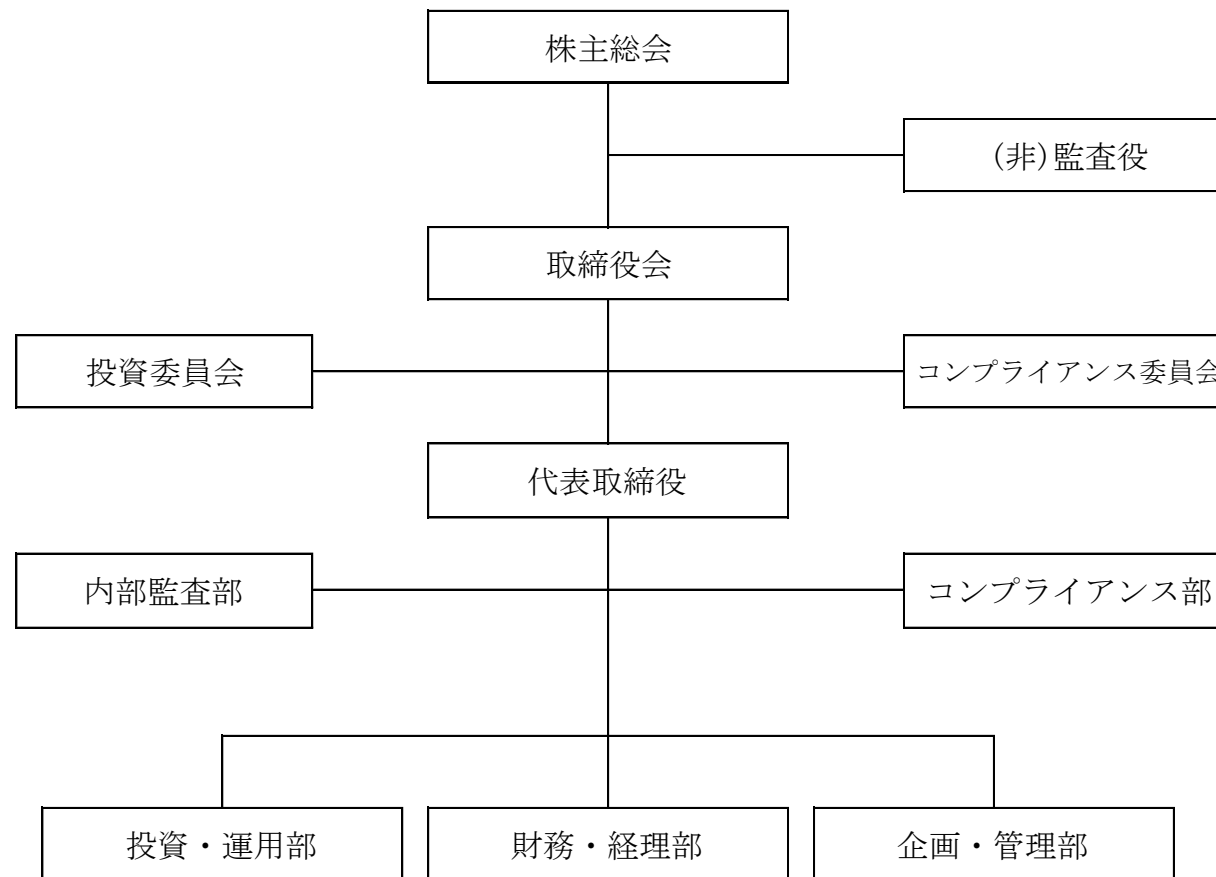 株主総会
(非)監査役
取締役会
投資委員会
コンプライアンス委員会
代表取締役
内部監査部
コンプライアンス部
投資・運用部
財務・経理部
企画・管理部